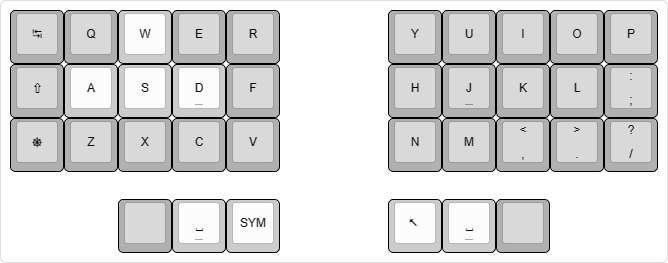 ↹ Q W E R Y U I O P
⇧ A S D F H J K L : ;
⎈ Z X C V N M < , > . ? /
⎵ SYM ↖ ⎵